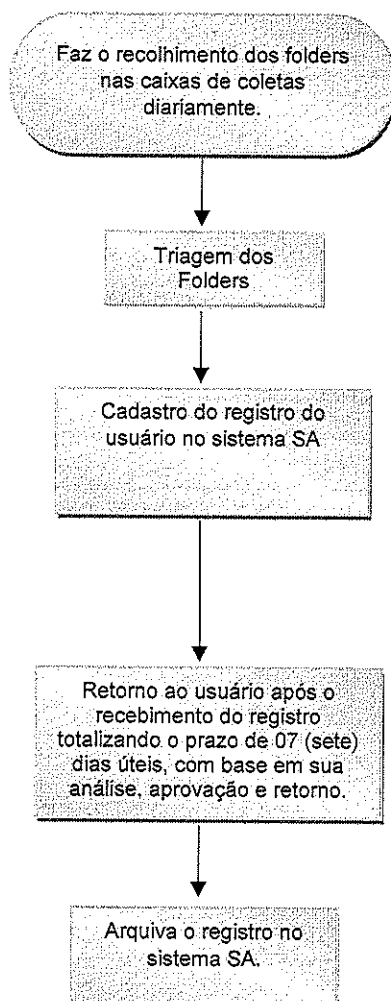 Faz o recolhimento dos folders
nas caixas de coletas
diariamente.
Triagem dos
Folders
Cadastro do registro do
usuário no sistema SA
Retorno ao usuário após o
recebimento do registro
totalizando o prazo de 07 (sete)
dias úteis, com base em sua
análise, aprovação e retorno.
Arquiva o registro no
sistema SA.